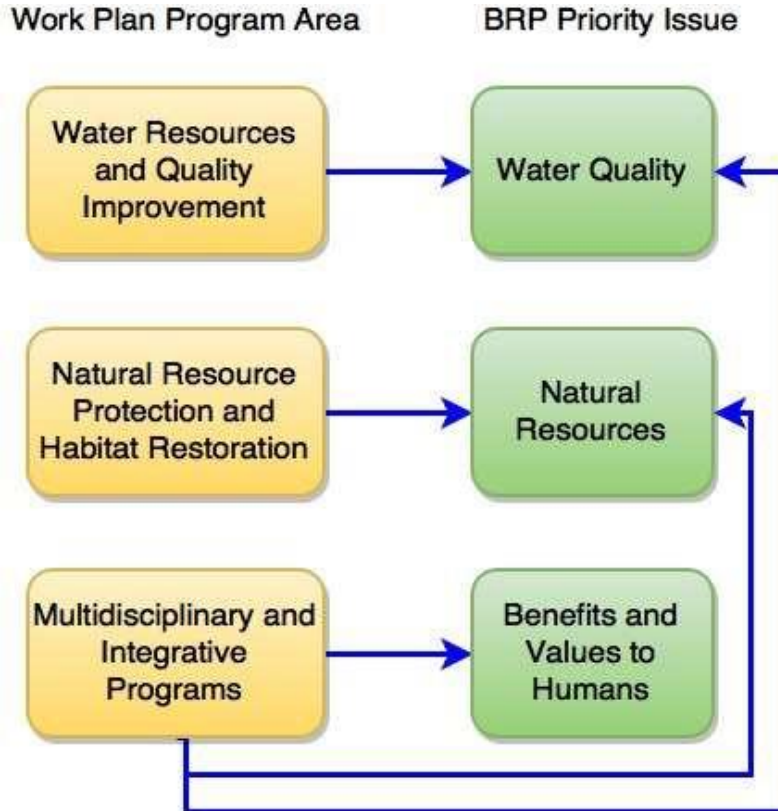 Work Plan Program Area
BRP Priority Issue
Water Resources
and Quality
Improvement
Water Quality
Natural Resource
Protection and
Habitat Restoration
Natural
Resources
Multidisciplinary and
Integrative
Programs
Benefits and
Values to
Humans